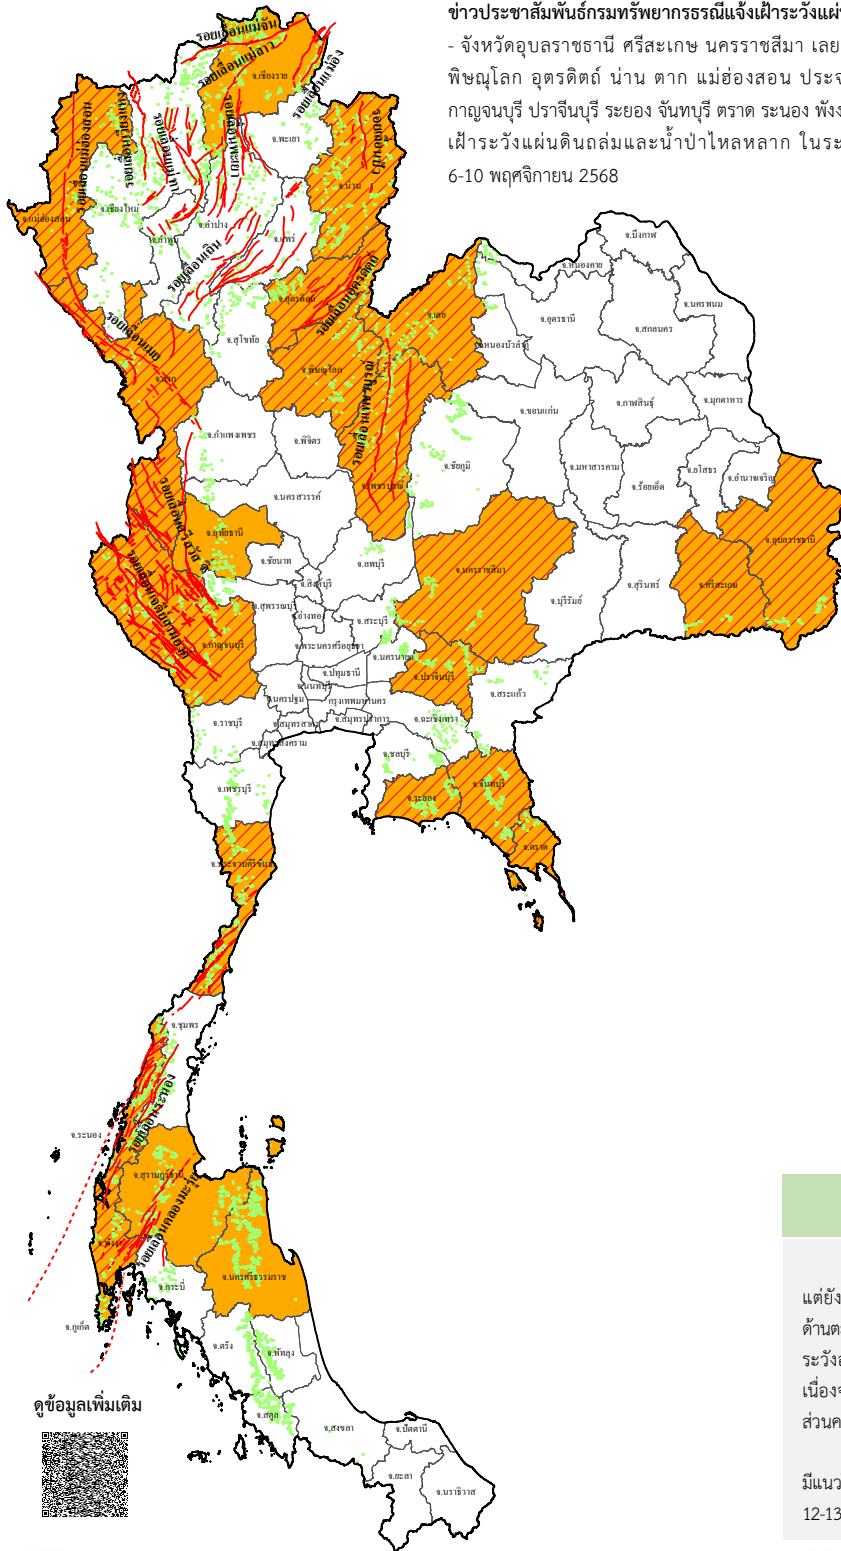 ข่าวประชาสัมพันธ์กรมทรัพยากรธรณีแจ้งเฝ้าระวังแผ่น
- จังหวัดอุบลราชธานี ศรีสะเกษ นครราชสีมา เลย
พิษณุโลก อุตรดิตถ์ น่าน ตาก แม่ฮ่องสอน ประจ
กาญจนบุรี ปราจีนบุรี ระยอง จันทบุรี ตราด ระนอง พังง
เฝ้าระวังแผ่นดินถล่มและน้ำป่าไหลหลาก ในระ
6-10 พฤศจิกายน 2568
รอยเลื่อนแม่จัน
รอยเลื่อนแม่ลาว
จ.เชียงราย
รอยเลื่อนแม่อิง
รอยเลื่อนแม่ฮ่องสอน
รอยเลื่อนแม่ทา
รอยเลื่อนพะเยา
รอยเลื่อนปัว
จ.พะเยา
จ.น่าน
จ.แม่ฮ่องสอน
จ.เชียงใหม่
จ.ลำพูน
จ.ลำปาง
จ.แพร่
รอยเลื่อนเถิน
รอยเลื่อนอุตรดิตถ์
จ.อุตรดิตถ์
รอยเลื่อนเมย
จ.ตาก
จ.สุโขทัย
จ.พิษณุโลก
รอยเลื่อนเพชรบูรณ์
จ.เลย
จ.บึงกาฬ
จ.หนองคาย
จ.นครพนม
จ.อุดรธานี
จ.สกลนคร
จ.หนองบัวลำภู
จ.กำแพงเพชร
จ.พิจิตร
จ.ขอนแก่น
จ.กาฬสินธุ์
จ.มุกดาหาร
จ.ชัยภูมิ
จ.มหาสารคาม
จ.ร้อยเอ็ด
จ.ยโสธร
จ.อำนาจเจริญ
จ.เพชรบูรณ์
จ.นครสวรรค์
รอยเลื่อนศรีสวัสดิ์
จ.อุทัยธานี
จ.ชัยนาท
จ.ลพบุรี
จ.นครราชสีมา
จ.บุรีรัมย์
จ.สุรินทร์
จ.ศรีสะเกษ
จ.อุบลราชธานี
รอยเลื่อนเจดีย์สามองค์
จ.สิงห์บุรี
จ.สุพรรณบุรี
จ.อ่างทอง
จ.สระบุรี
จ.กาญจนบุรี
จ.พระนครศรีอยุธยา
จ.นครนายก
จ.ปทุมธานี
จ.ปราจีนบุรี
จ.นนทบุรี
จ.นครปฐม
กรุงเทพมหานคร
จ.สระแก้ว
จ.ราชบุรี
จ.สมุทรสาคร
จ.สมุทรปราการ
จ.ฉะเชิงเทรา
จ.สมุทรสงคราม
จ.ชลบุรี
จ.เพชรบุรี
จ.ระยอง
จ.จันทบุรี
จ.ตราด
จ.ประจวบคีรีขันธ์
จ.ชุมพร
รอยเลื่อนระนอง
จ.ระนอง
จ.สุราษฎร์ธานี
รอยเลื่อนคลองมะรุ่ย
จ.พังงา
จ.นครศรีธรรมราช
จ.กระบี่
จ.ภูเก็ต
จ.ตรัง
จ.พัทลุง
จ.สตูล
จ.สงขลา
จ.ปัตตานี
จ.ยะลา
จ.นราธิวาส
แต่ยัง
ด้านตะ
ระวังอ
เนื่องจ
ส่วนค
มีแนว
12-13
ดูข้อมูลเพิ่มเติม